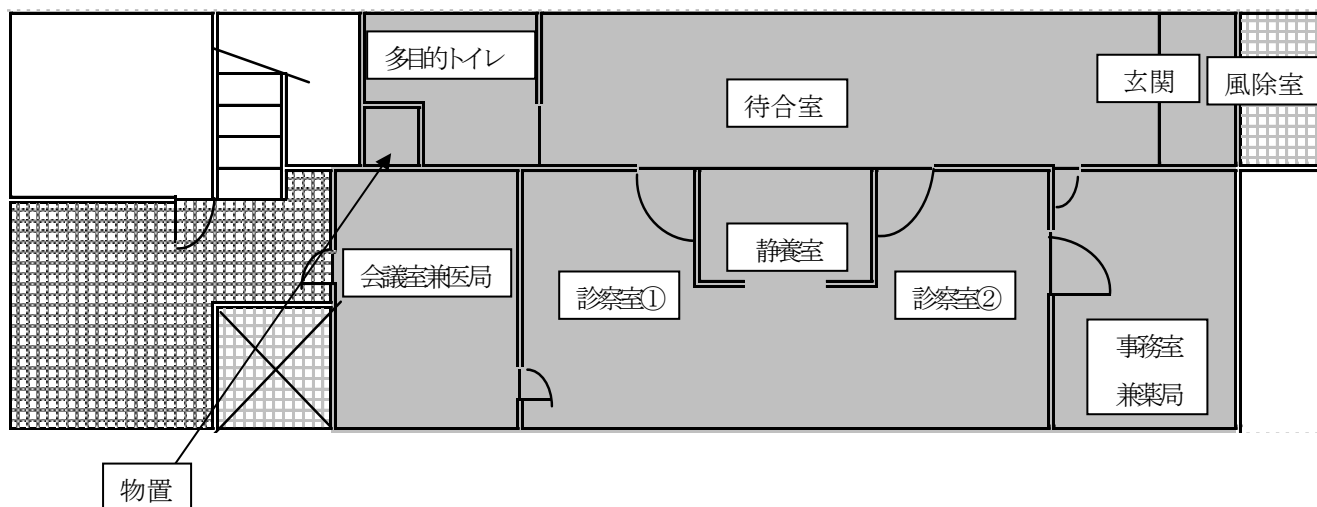 多目的トイレ
待合室
玄関
風除室
会議室兼医局
診察室①
静養室
診察室②
事務室
兼薬局
物置